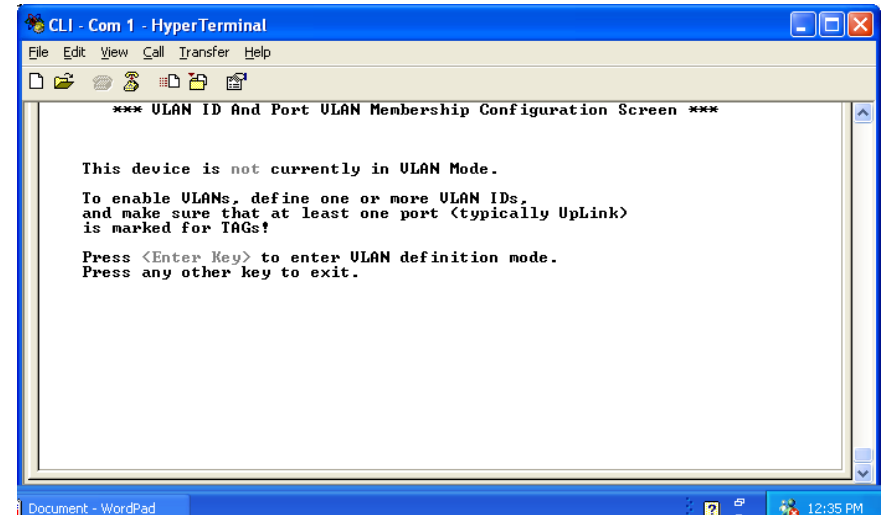 CLI - Com 1 - HyperTerminal
File Edit View Call Transfer Help
*** VLAN ID And Port VLAN Membership Configuration Screen ***
This device is not currently in VLAN Mode.
To enable VLANs, define one or more VLAN IDs,
and make sure that at least one port (typically UpLink)
is marked for TAGs!
Press <Enter Key> to enter VLAN definition mode.
Press any other key to exit.
Document - WordPad
12:35 PM